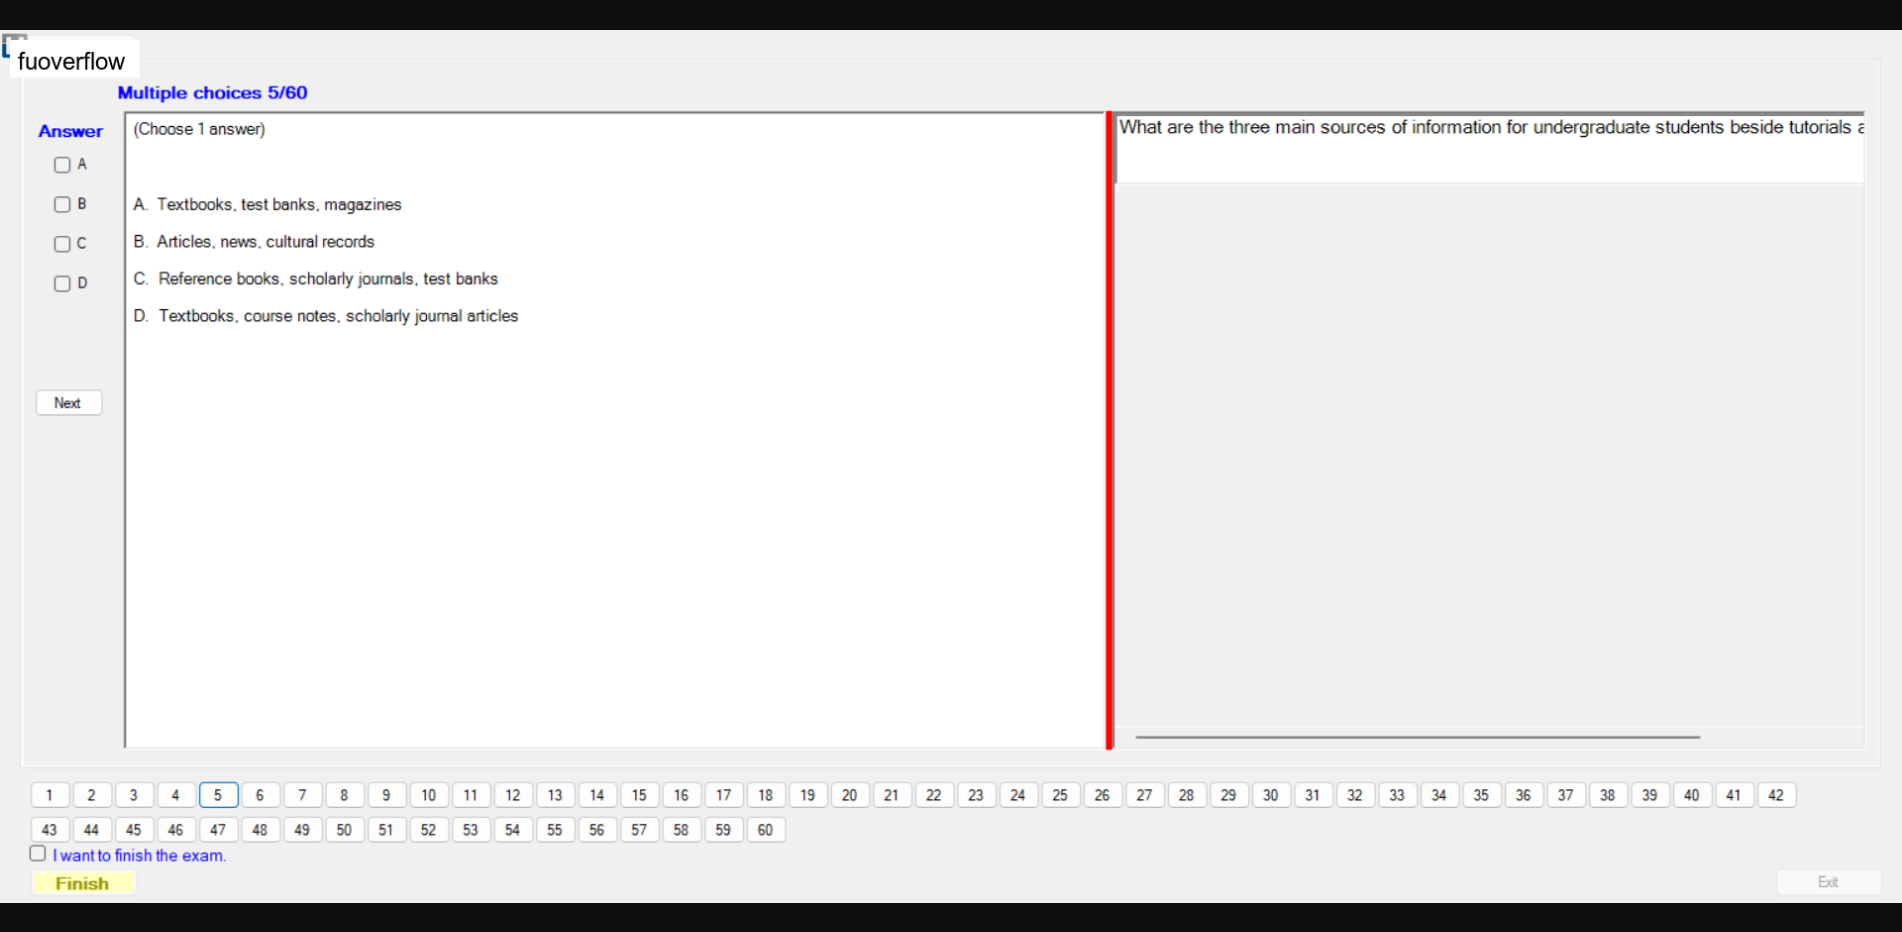 fuoverflow
Multiple choices 5/60
Answer
A
B
C
D
Next
(Choose 1 answer)
A. Textbooks, test banks, magazines
B. Articles, news, cultural records
C. Reference books, scholarly journals, test banks
D. Textbooks, course notes, scholarly journal articles
What are the three main sources of information for undergraduate students beside tutorials
1 2 3 4 5 6 7 8 9 10 11 12 13 14 15 16 17 18 19 20 21 22 23 24 25 26 27 28 29 30 31 32 33 34 35 36 37 38 39 40 41 42
43 44 45 46 47 48 49 50 51 52 53 54 55 56 57 58 59 60
I want to finish the exam.
Finish
Exit